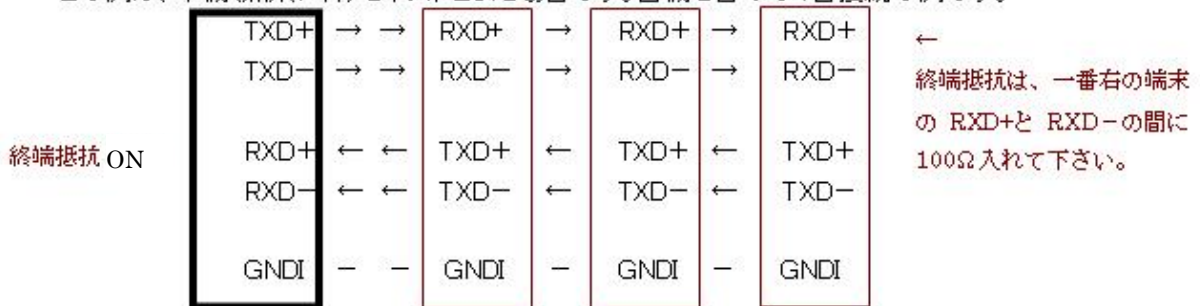 TXD+ → → RXD+ → RXD+ → RXD+ ←
TXD− → → RXD− → RXD− → RXD− 終端抵抗は、一番右の端末
の RXD+と RXD−の間に
終端抵抗 ON RXD+ ← ← TXD+ ← TXD+ ← TXD+ 100Ω入れて下さい。
RXD− ← ← TXD− ← TXD− ← TXD−
GNDI − − GNDI − GNDI − GNDI